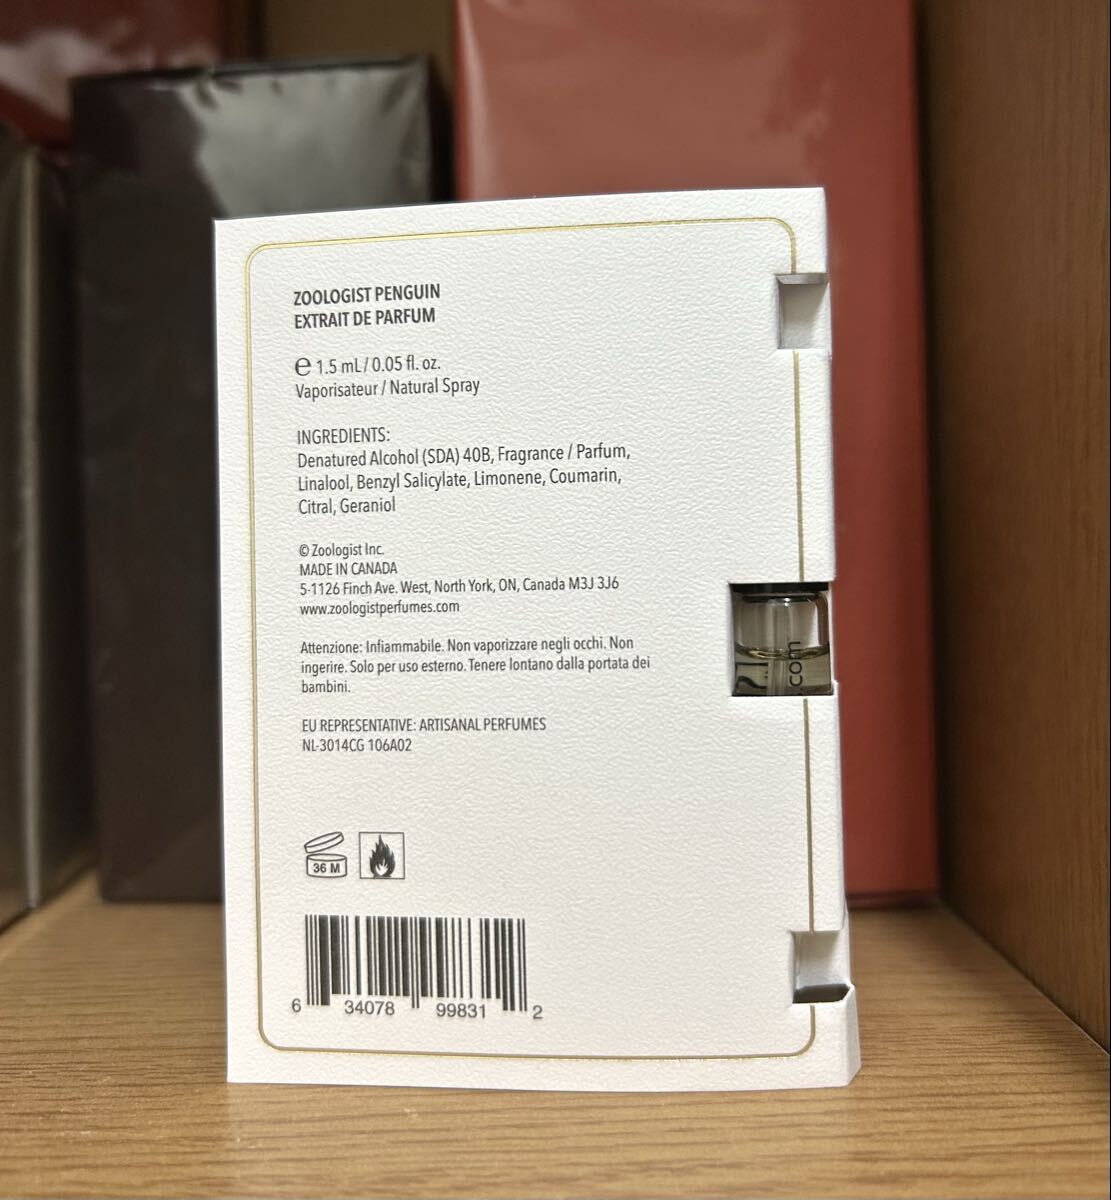 ZOOLOGIST PENGUIN
EXTRAIT DE PARFUM
℮ 1.5 mL / 0.05 fl. oz.
Vaporisateur / Natural Spray
INGREDIENTS:
Denatured Alcohol (SDA) 40B, Fragrance / Parfum,
Linalool, Benzyl Salicylate, Limonene, Coumarin,
Citral, Geraniol
© Zoologist Inc.
MADE IN CANADA
5-1126 Finch Ave. West, North York, ON, Canada M3J 3J6
www.zoologistperfumes.com
Attenzione: Infiammabile. Non vaporizzare negli occhi. Non
ingerire. Solo per uso esterno. Tenere lontano dalla portata dei
bambini.
EU REPRESENTATIVE: ARTISANAL PERFUMES
NL-3014CG 106A02
36 M
6 34078 99831 2
.com